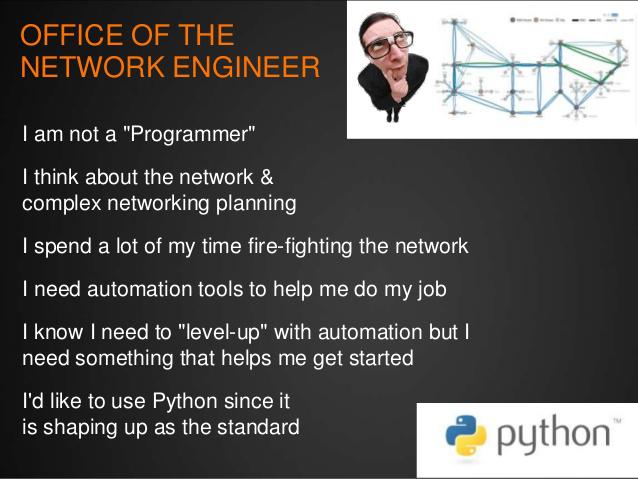 OFFICE OF THE
NETWORK ENGINEER
I am not a "Programmer"
I think about the network &
complex networking planning
I spend a lot of my time fire-fighting the network
I need automation tools to help me do my job
I know I need to "level-up" with automation but I
need something that helps me get started
I'd like to use Python since it
is shaping up as the standard
python™